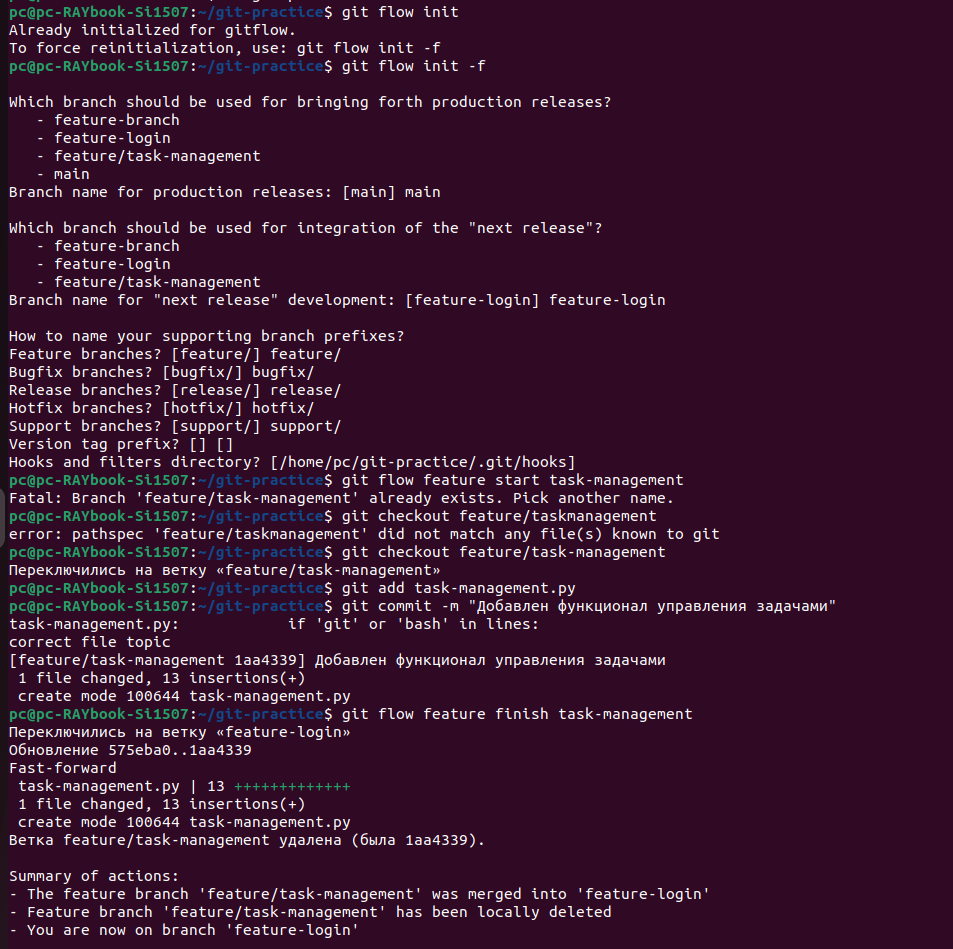 pc@pc-RAYbook-Si1507:~/git-practice$ git flow init
Already initialized for gitflow.
To force reinitialization, use: git flow init -f
pc@pc-RAYbook-Si1507:~/git-practice$ git flow init -f

Which branch should be used for bringing forth production releases?
   - feature-branch
   - feature-login
   - feature/task-management
   - main
Branch name for production releases: [main] main

Which branch should be used for integration of the "next release"?
   - feature-branch
   - feature-login
   - feature/task-management
Branch name for "next release" development: [feature-login] feature-login

How to name your supporting branch prefixes?
Feature branches? [feature/] feature/
Bugfix branches? [bugfix/] bugfix/
Release branches? [release/] release/
Hotfix branches? [hotfix/] hotfix/
Support branches? [support/] support/
Version tag prefix? [] []
Hooks and filters directory? [/home/pc/git-practice/.git/hooks]
pc@pc-RAYbook-Si1507:~/git-practice$ git flow feature start task-management
Fatal: Branch 'feature/task-management' already exists. Pick another name.
pc@pc-RAYbook-Si1507:~/git-practice$ git checkout feature/taskmanagement
error: pathspec 'feature/taskmanagement' did not match any file(s) known to git
pc@pc-RAYbook-Si1507:~/git-practice$ git checkout feature/task-management
Переключились на ветку «feature/task-management»
pc@pc-RAYbook-Si1507:~/git-practice$ git add task-management.py
pc@pc-RAYbook-Si1507:~/git-practice$ git commit -m "Добавлен функционал управления задачами"
task-management.py:            if 'git' or 'bash' in lines:
correct file topic
[feature/task-management 1aa4339] Добавлен функционал управления задачами
 1 file changed, 13 insertions(+)
 create mode 100644 task-management.py
pc@pc-RAYbook-Si1507:~/git-practice$ git flow feature finish task-management
Переключились на ветку «feature-login»
Обновление 575eba0..1aa4339
Fast-forward
 task-management.py | 13 +++++++++++++
 1 file changed, 13 insertions(+)
 create mode 100644 task-management.py
Ветка feature/task-management удалена (была 1aa4339).

Summary of actions:
- The feature branch 'feature/task-management' was merged into 'feature-login'
- Feature branch 'feature/task-management' has been locally deleted
- You are now on branch 'feature-login'